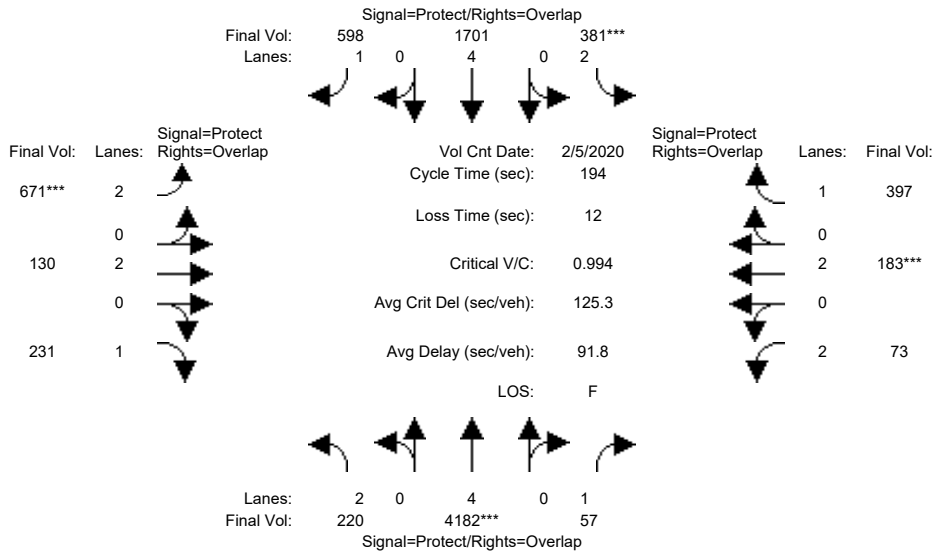 Signal=Protect/Rights=Overlap
Final Vol: 598 1701 381***
Lanes: 1 0 4 0 2
Signal=Protect Signal=Protect
Final Vol: Lanes: Rights=Overlap Vol Cnt Date: 2/5/2020 Rights=Overlap Lanes: Final Vol:
Cycle Time (sec): 194
671*** 2 1 397
Loss Time (sec): 12
0 0
130 2 Critical V/C: 0.994 2 183***
0 Avg Crit Del (sec/veh): 125.3 0
231 1 Avg Delay (sec/veh): 91.8 2 73
LOS: F
Lanes: 2 0 4 0 1
Final Vol: 220 4182*** 57
Signal=Protect/Rights=Overlap